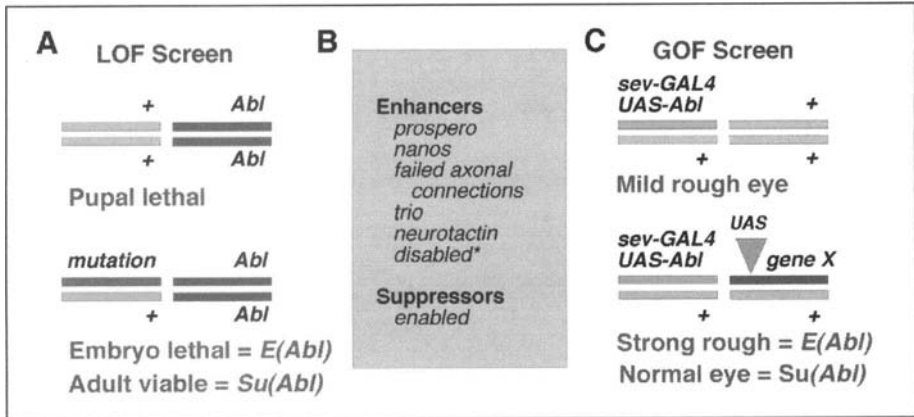 A LOF Screen
+ Abl
+ Abl
Pupal lethal
mutation Abl
+ Abl
Embryo lethal = E(Abl)
Adult viable = Su(Abl)
B
Enhancers
prospero
nanos
failed axonal
connections
trio
neurotactin
disabled*
Suppressors
enabled
C GOF Screen
sev-GAL4
UAS-Abl +
+ +
Mild rough eye
UAS
sev-GAL4
UAS-Abl gene X
+ +
Strong rough = E(Abl)
Normal eye = Su(Abl)